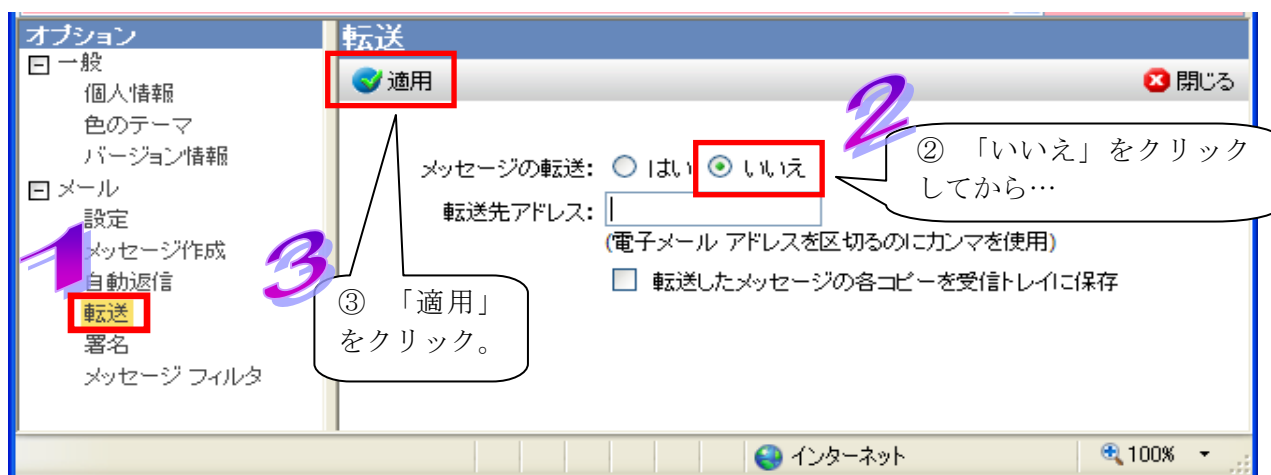 オプション
一般
個人情報
色のテーマ
バージョン情報
メール
設定
メッセージ作成
自動返信
転送
署名
メッセージ フィルタ
1
転送
適用
閉じる
メッセージの転送: はい いいえ
転送先アドレス:
(電子メール アドレスを区切るのにカンマを使用)
転送したメッセージの各コピーを受信トレイに保存
2
② 「いいえ」をクリック
してから…
3
③ 「適用」
をクリック。
インターネット
100%